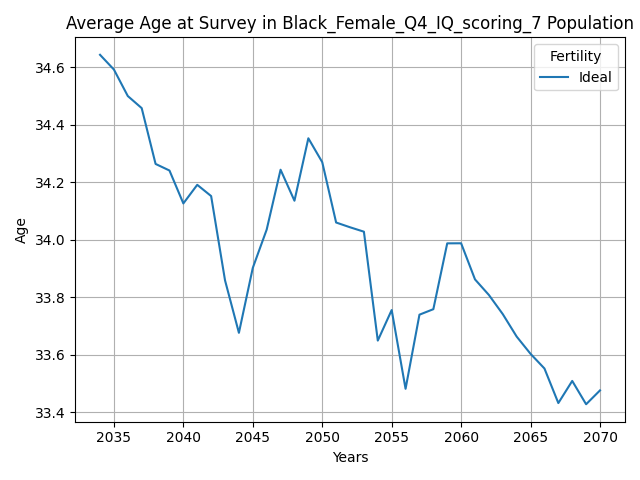 Average Age at Survey in Black_Female_Q4_IQ_scoring_7 Population
Fertility
Ideal
34.6
34.4
34.2
34.0
33.8
33.6
33.4
Age
2035 2040 2045 2050 2055 2060 2065 2070
Years